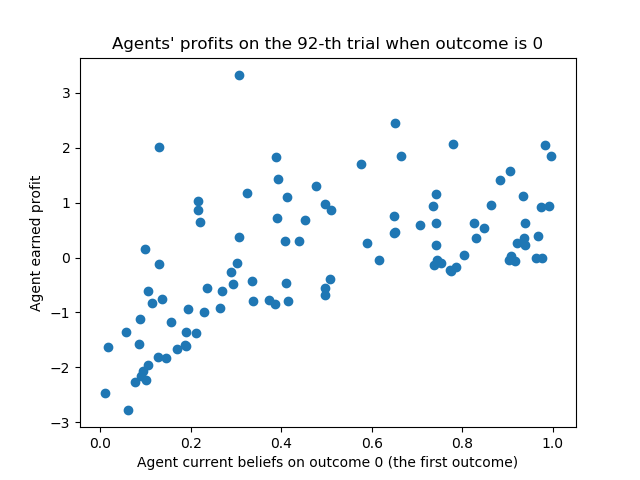 Agents' profits on the 92-th trial when outcome is 0
Agent earned profit
3
2
1
0
−1
−2
−3
0.0 0.2 0.4 0.6 0.8 1.0
Agent current beliefs on outcome 0 (the first outcome)